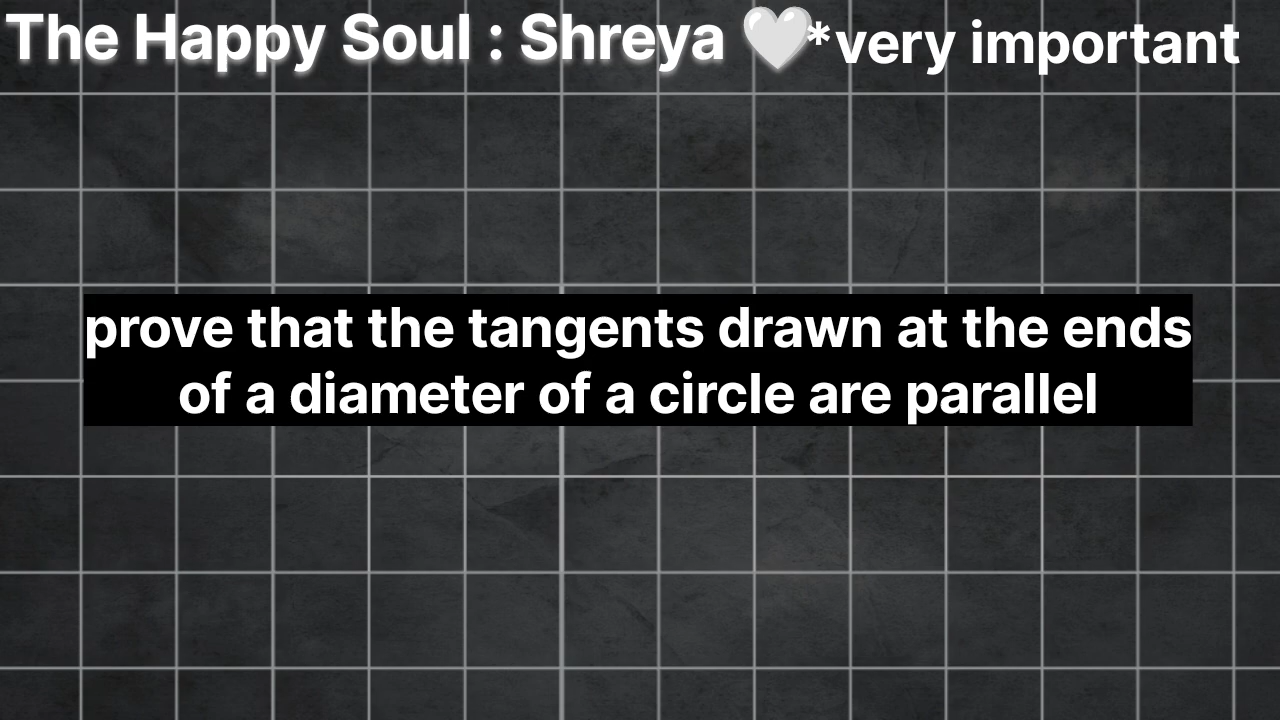 The Happy Soul : Shreya 🤍*very important
prove that the tangents drawn at the ends
of a diameter of a circle are parallel